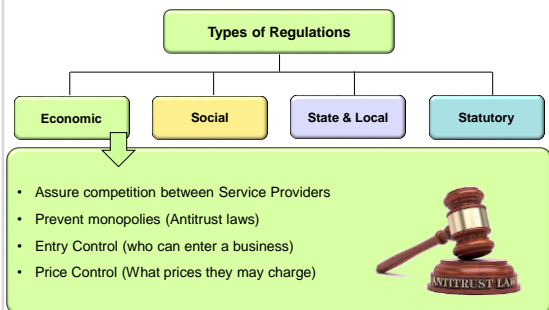 Types of Regulations
Economic
Social
State & Local
Statutory
• Assure competition between Service Providers
• Prevent monopolies (Antitrust laws)
• Entry Control (who can enter a business)
• Price Control (What prices they may charge)
ANTITRUST LAW